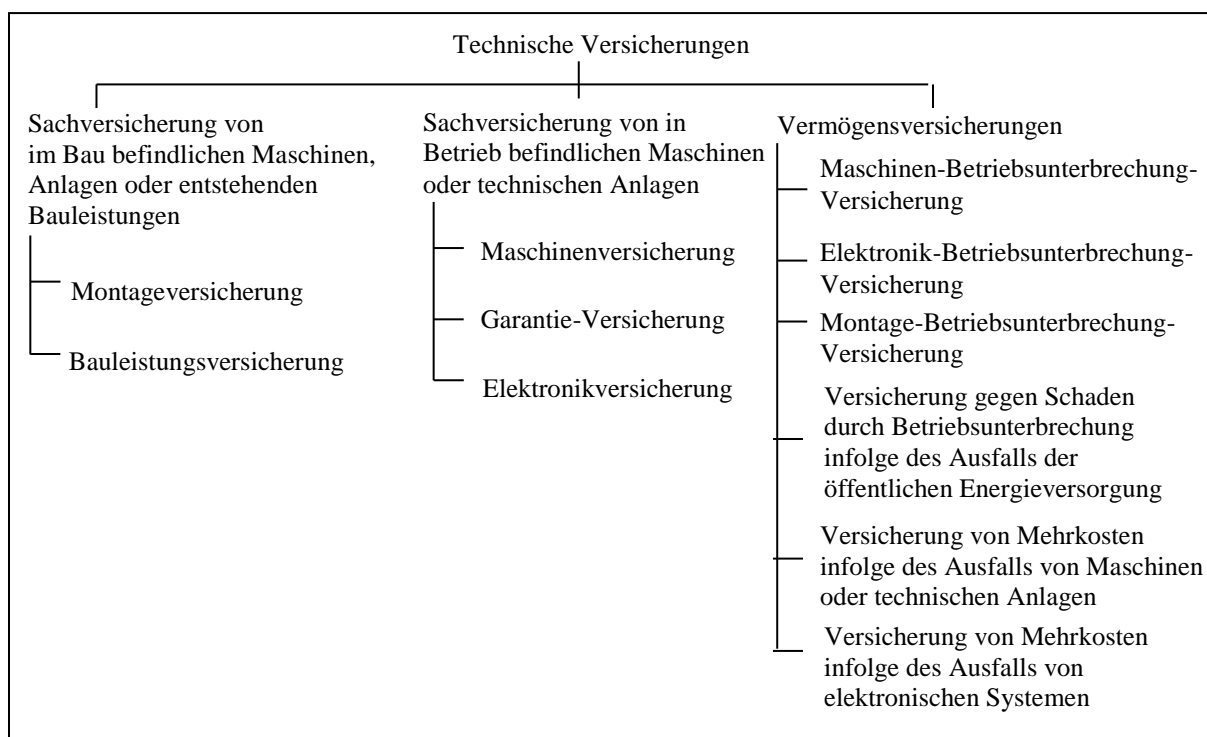 Technische Versicherungen
Sachversicherung von
im Bau befindlichen Maschinen,
Anlagen oder entstehenden
Bauleistungen
Montageversicherung
Bauleistungsversicherung
Sachversicherung von in
Betrieb befindlichen Maschinen
oder technischen Anlagen
Maschinenversicherung
Garantie-Versicherung
Elektronikversicherung
Vermögensversicherungen
Maschinen-Betriebsunterbrechung-
Versicherung
Elektronik-Betriebsunterbrechung-
Versicherung
Montage-Betriebsunterbrechung-
Versicherung
Versicherung gegen Schaden
durch Betriebsunterbrechung
infolge des Ausfalls der
öffentlichen Energieversorgung
Versicherung von Mehrkosten
infolge des Ausfalls von Maschinen
oder technischen Anlagen
Versicherung von Mehrkosten
infolge des Ausfalls von
elektronischen Systemen